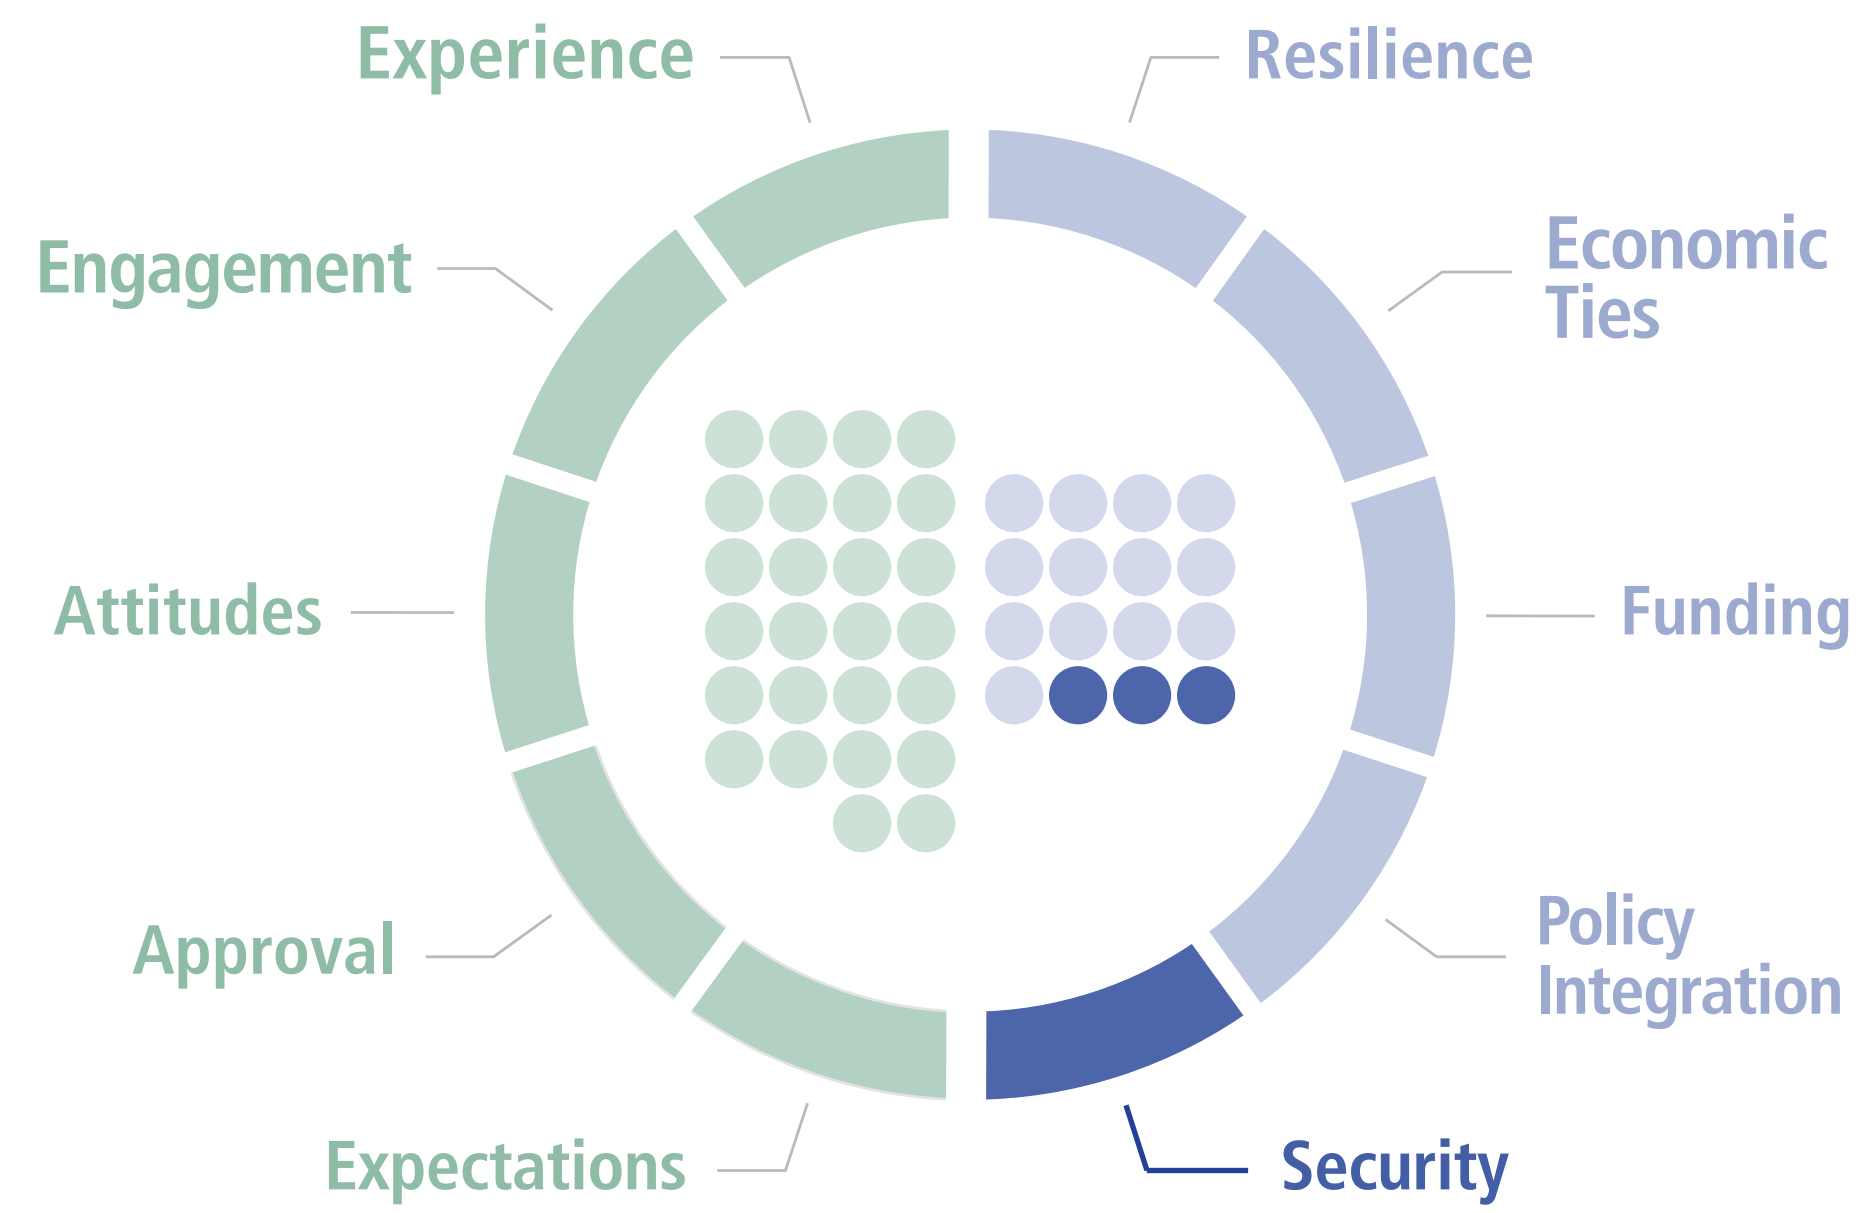 Experience
Resilience
Engagement
Economic
Ties
Attitudes
Funding
Approval
Policy
Integration
Expectations
Security